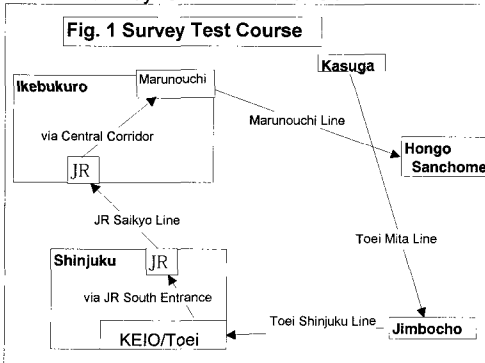 Fig. 1 Survey Test Course
Kasuga
Ikebukuro
Marunouchi
Marunouchi Line
via Central Corridor
Hongo
Sanchome
JR
JR Saikyo Line
Toei Mita Line
Shinjuku
JR
via JR South Entrance
Toei Shinjuku Line
Jimbocho
KEIO/Toei